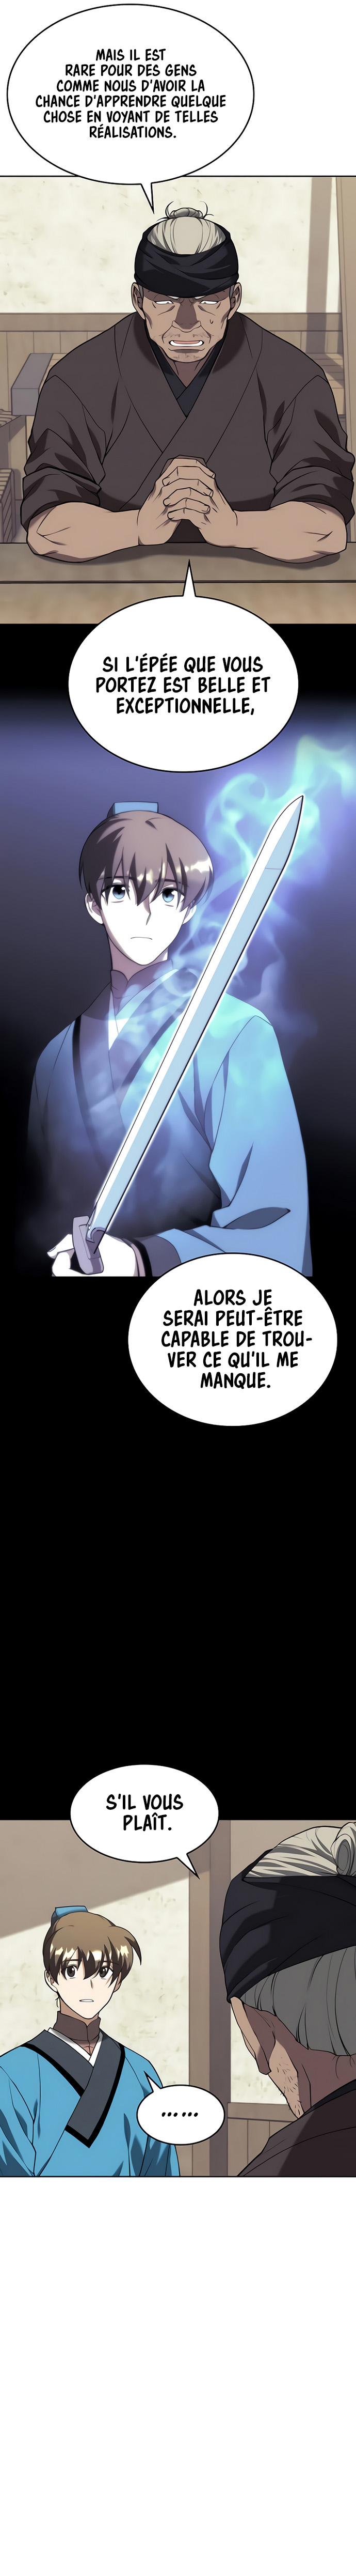 MAIS IL EST
RARE POUR DES GENS
COMME NOUS D'AVOIR LA
CHANCE D'APPRENDRE QUELQUE
CHOSE EN VOYANT DE TELLES
RÉALISATIONS.
SI L'ÉPÉE QUE VOUS
PORTEZ EST BELLE ET
EXCEPTIONNELLE,
ALORS JE
SERAI PEUT-ÊTRE
CAPABLE DE TROU-
VER CE QU'IL ME
MANQUE.
S'IL VOUS
PLAÎT.
... ...